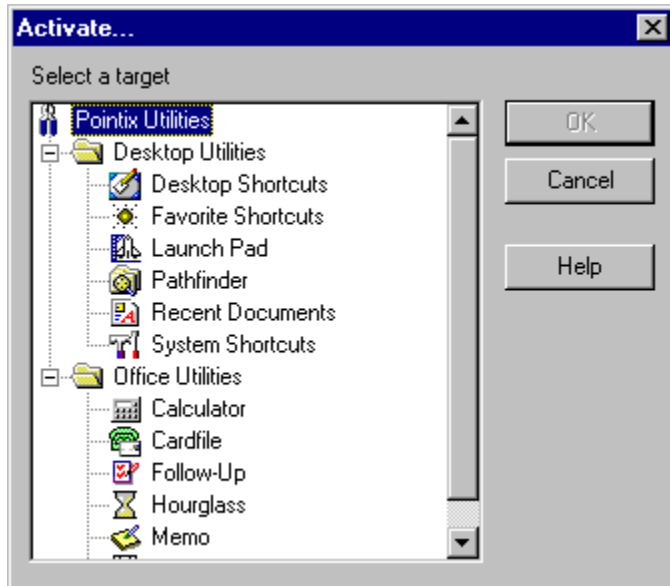 Activate...
Select a target
Pointix Utilities
OK
Desktop Utilities
Desktop Shortcuts
Cancel
Favorite Shortcuts
Launch Pad
Help
Pathfinder
Recent Documents
System Shortcuts
Office Utilities
Calculator
Cardfile
Follow-Up
Hourglass
Memo